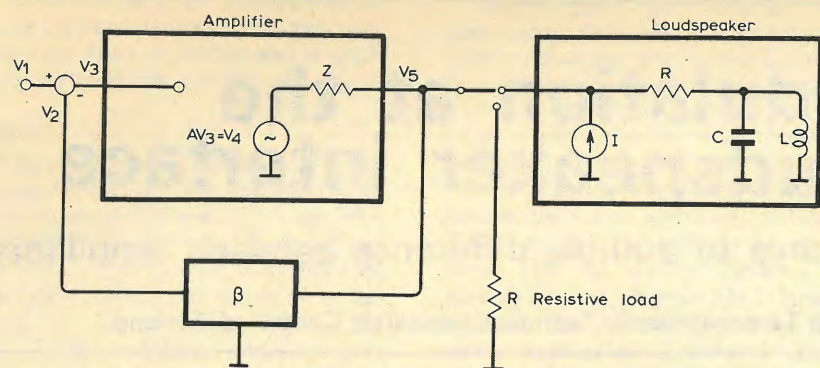 Amplifier
Loudspeaker
V1
+
V3
-
V2
Z
V5
AV3=V4
~
R
I
C
L
β
R Resistive load